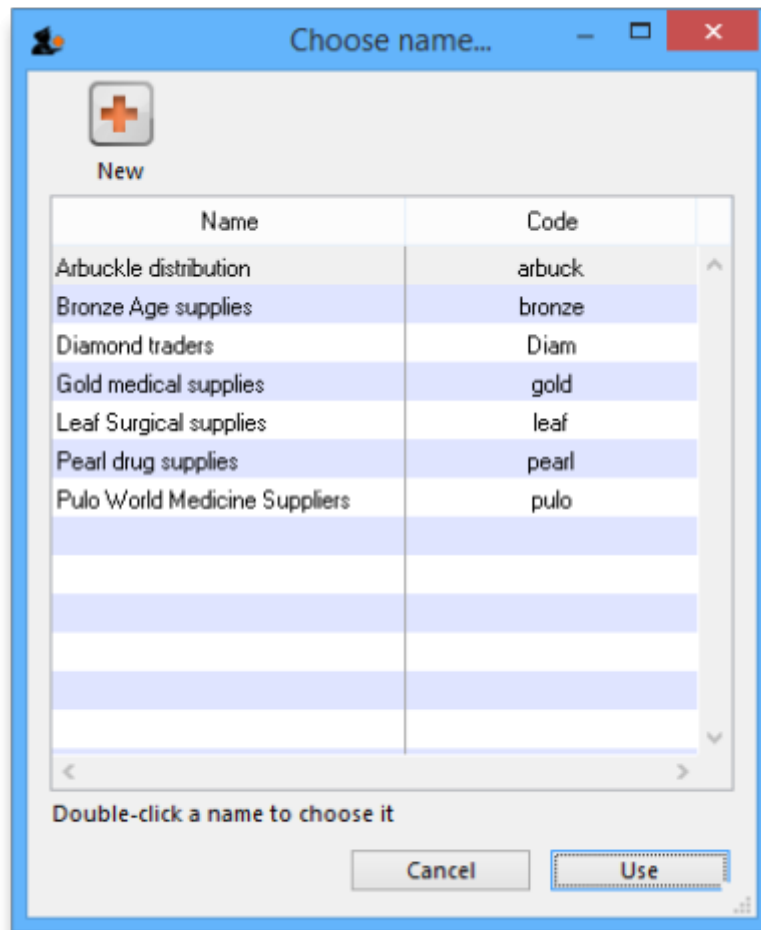 Choose name...
New
Name Code
Arbuckle distribution arbuck
Bronze Age supplies bronze
Diamond traders Diam
Gold medical supplies gold
Leaf Surgical supplies leaf
Pearl drug supplies pearl
Pulo World Medicine Suppliers pulo
Double-click a name to choose it
Cancel Use